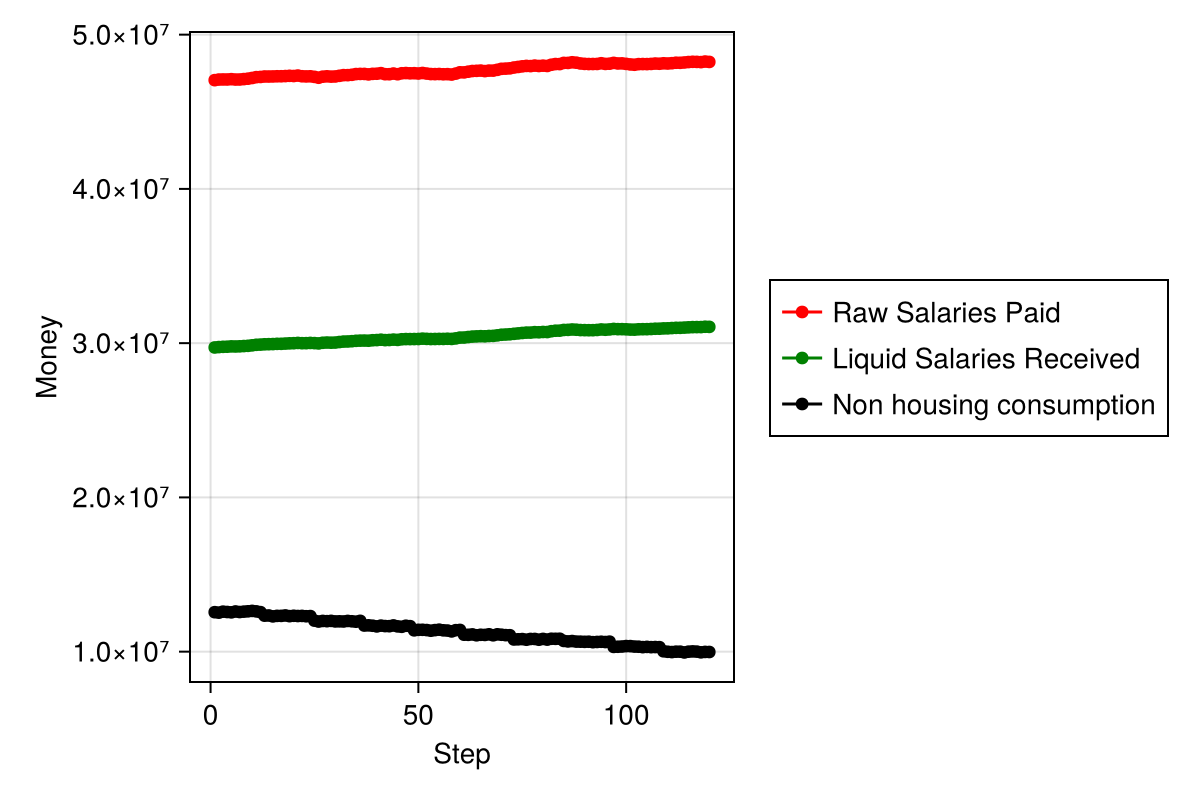 5.0×10⁷
4.0×10⁷
3.0×10⁷
2.0×10⁷
1.0×10⁷
Money
0 50 100
Step
Raw Salaries Paid
Liquid Salaries Received
Non housing consumption